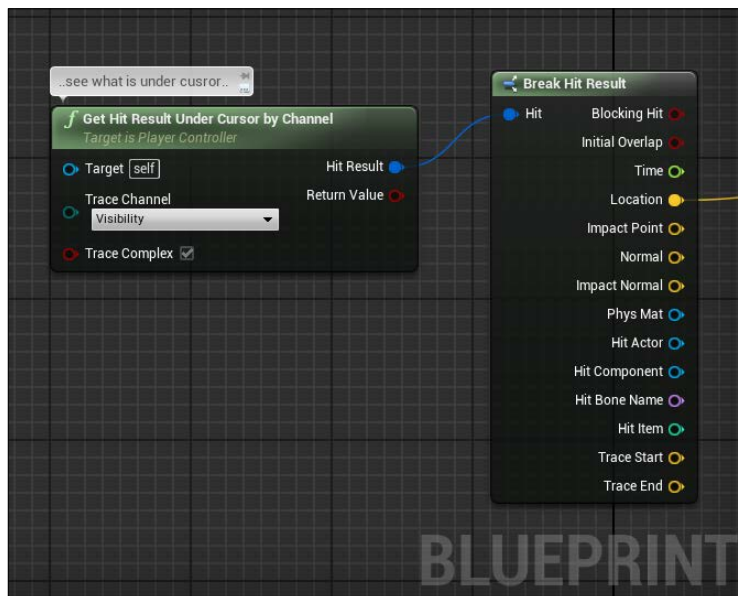 ..see what is under cusror..
f Get Hit Result Under Cursor by Channel
Target is Player Controller
Target self
Hit Result
Trace Channel
Visibility
Return Value
Trace Complex
Break Hit Result
Hit
Blocking Hit
Initial Overlap
Time
Location
Impact Point
Normal
Impact Normal
Phys Mat
Hit Actor
Hit Component
Hit Bone Name
Hit Item
Trace Start
Trace End
BLUEPRINT